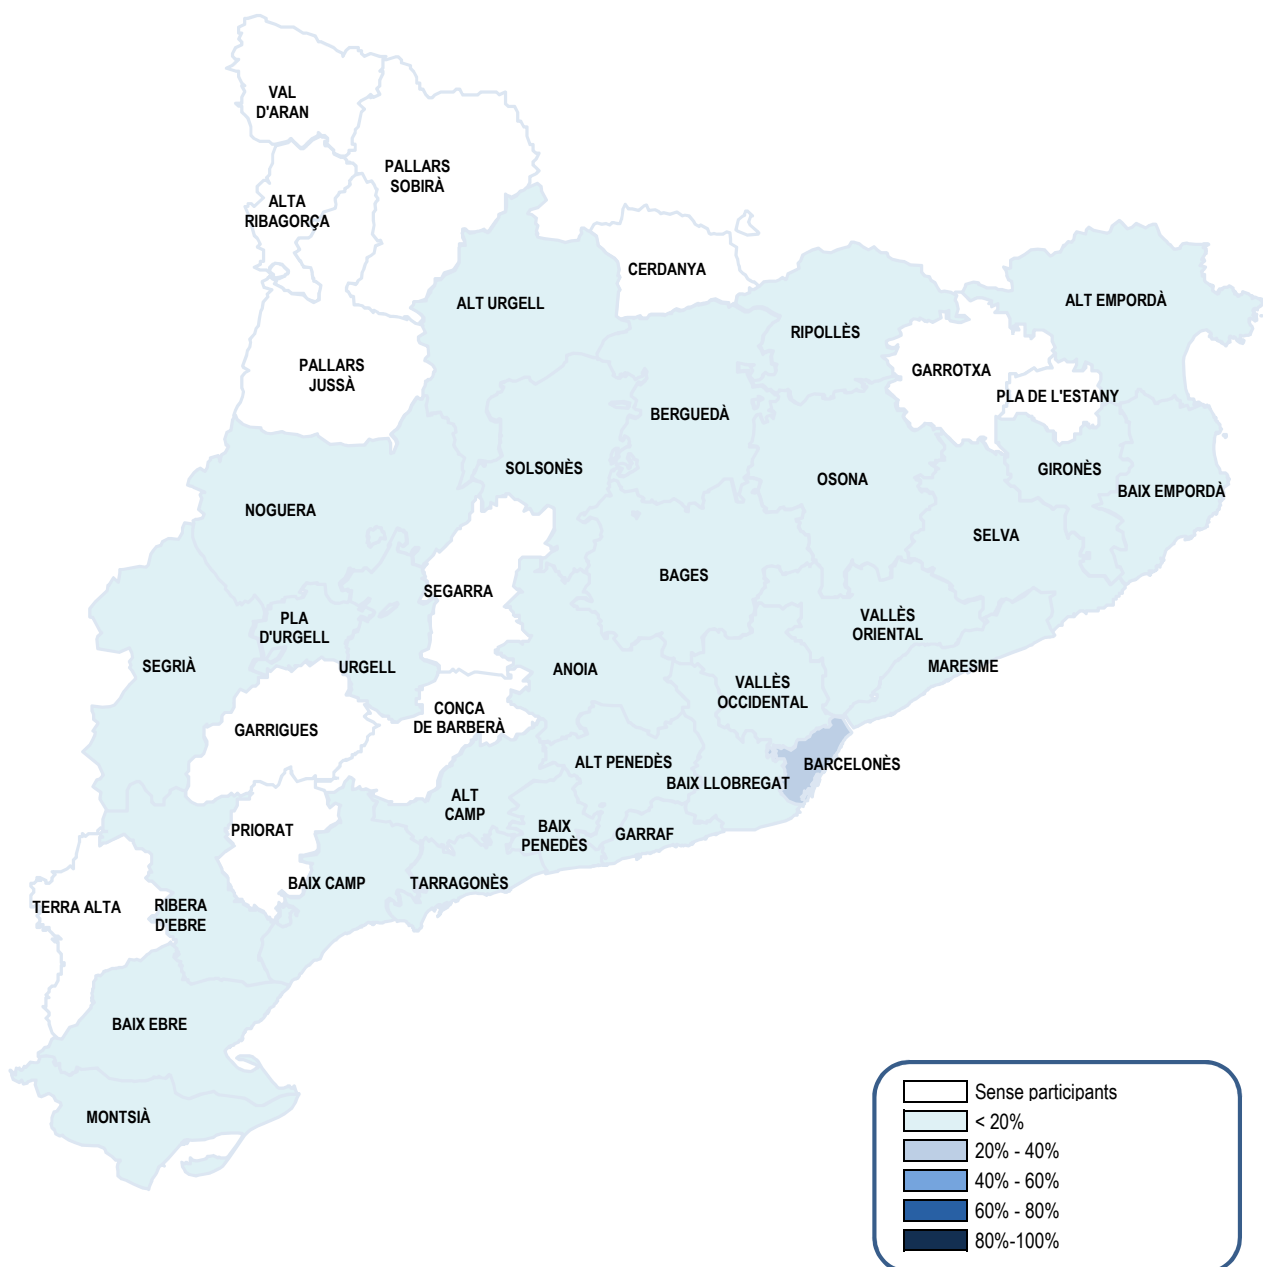 VAL
D'ARAN
PALLARS
SOBIRÀ
ALTA
RIBAGORÇA
CERDANYA
ALT URGELL
ALT EMPORDÀ
RIPOLLÈS
PALLARS
JUSSÀ
GARROTXA
PLA DE L'ESTANY
BERGUEDÀ
SOLSONÈS
GIRONÈS
OSONA
BAIX EMPORDÀ
NOGUERA
SELVA
BAGES
SEGARRA
PLA
D'URGELL
VALLÈS
ORIENTAL
SEGRIÀ
URGELL
ANOIA
MARESME
VALLÈS
OCCIDENTAL
CONCA
DE BARBERÀ
GARRIGUES
ALT PENEDÈS
BARCELONÈS
BAIX LLOBREGAT
ALT
CAMP
PRIORAT
BAIX
PENEDÈS
GARRAF
BAIX CAMP
TARRAGONÈS
TERRA ALTA
RIBERA
D'EBRE
BAIX EBRE
MONTSIÀ
Sense participants
< 20%
20% - 40%
40% - 60%
60% - 80%
80%-100%